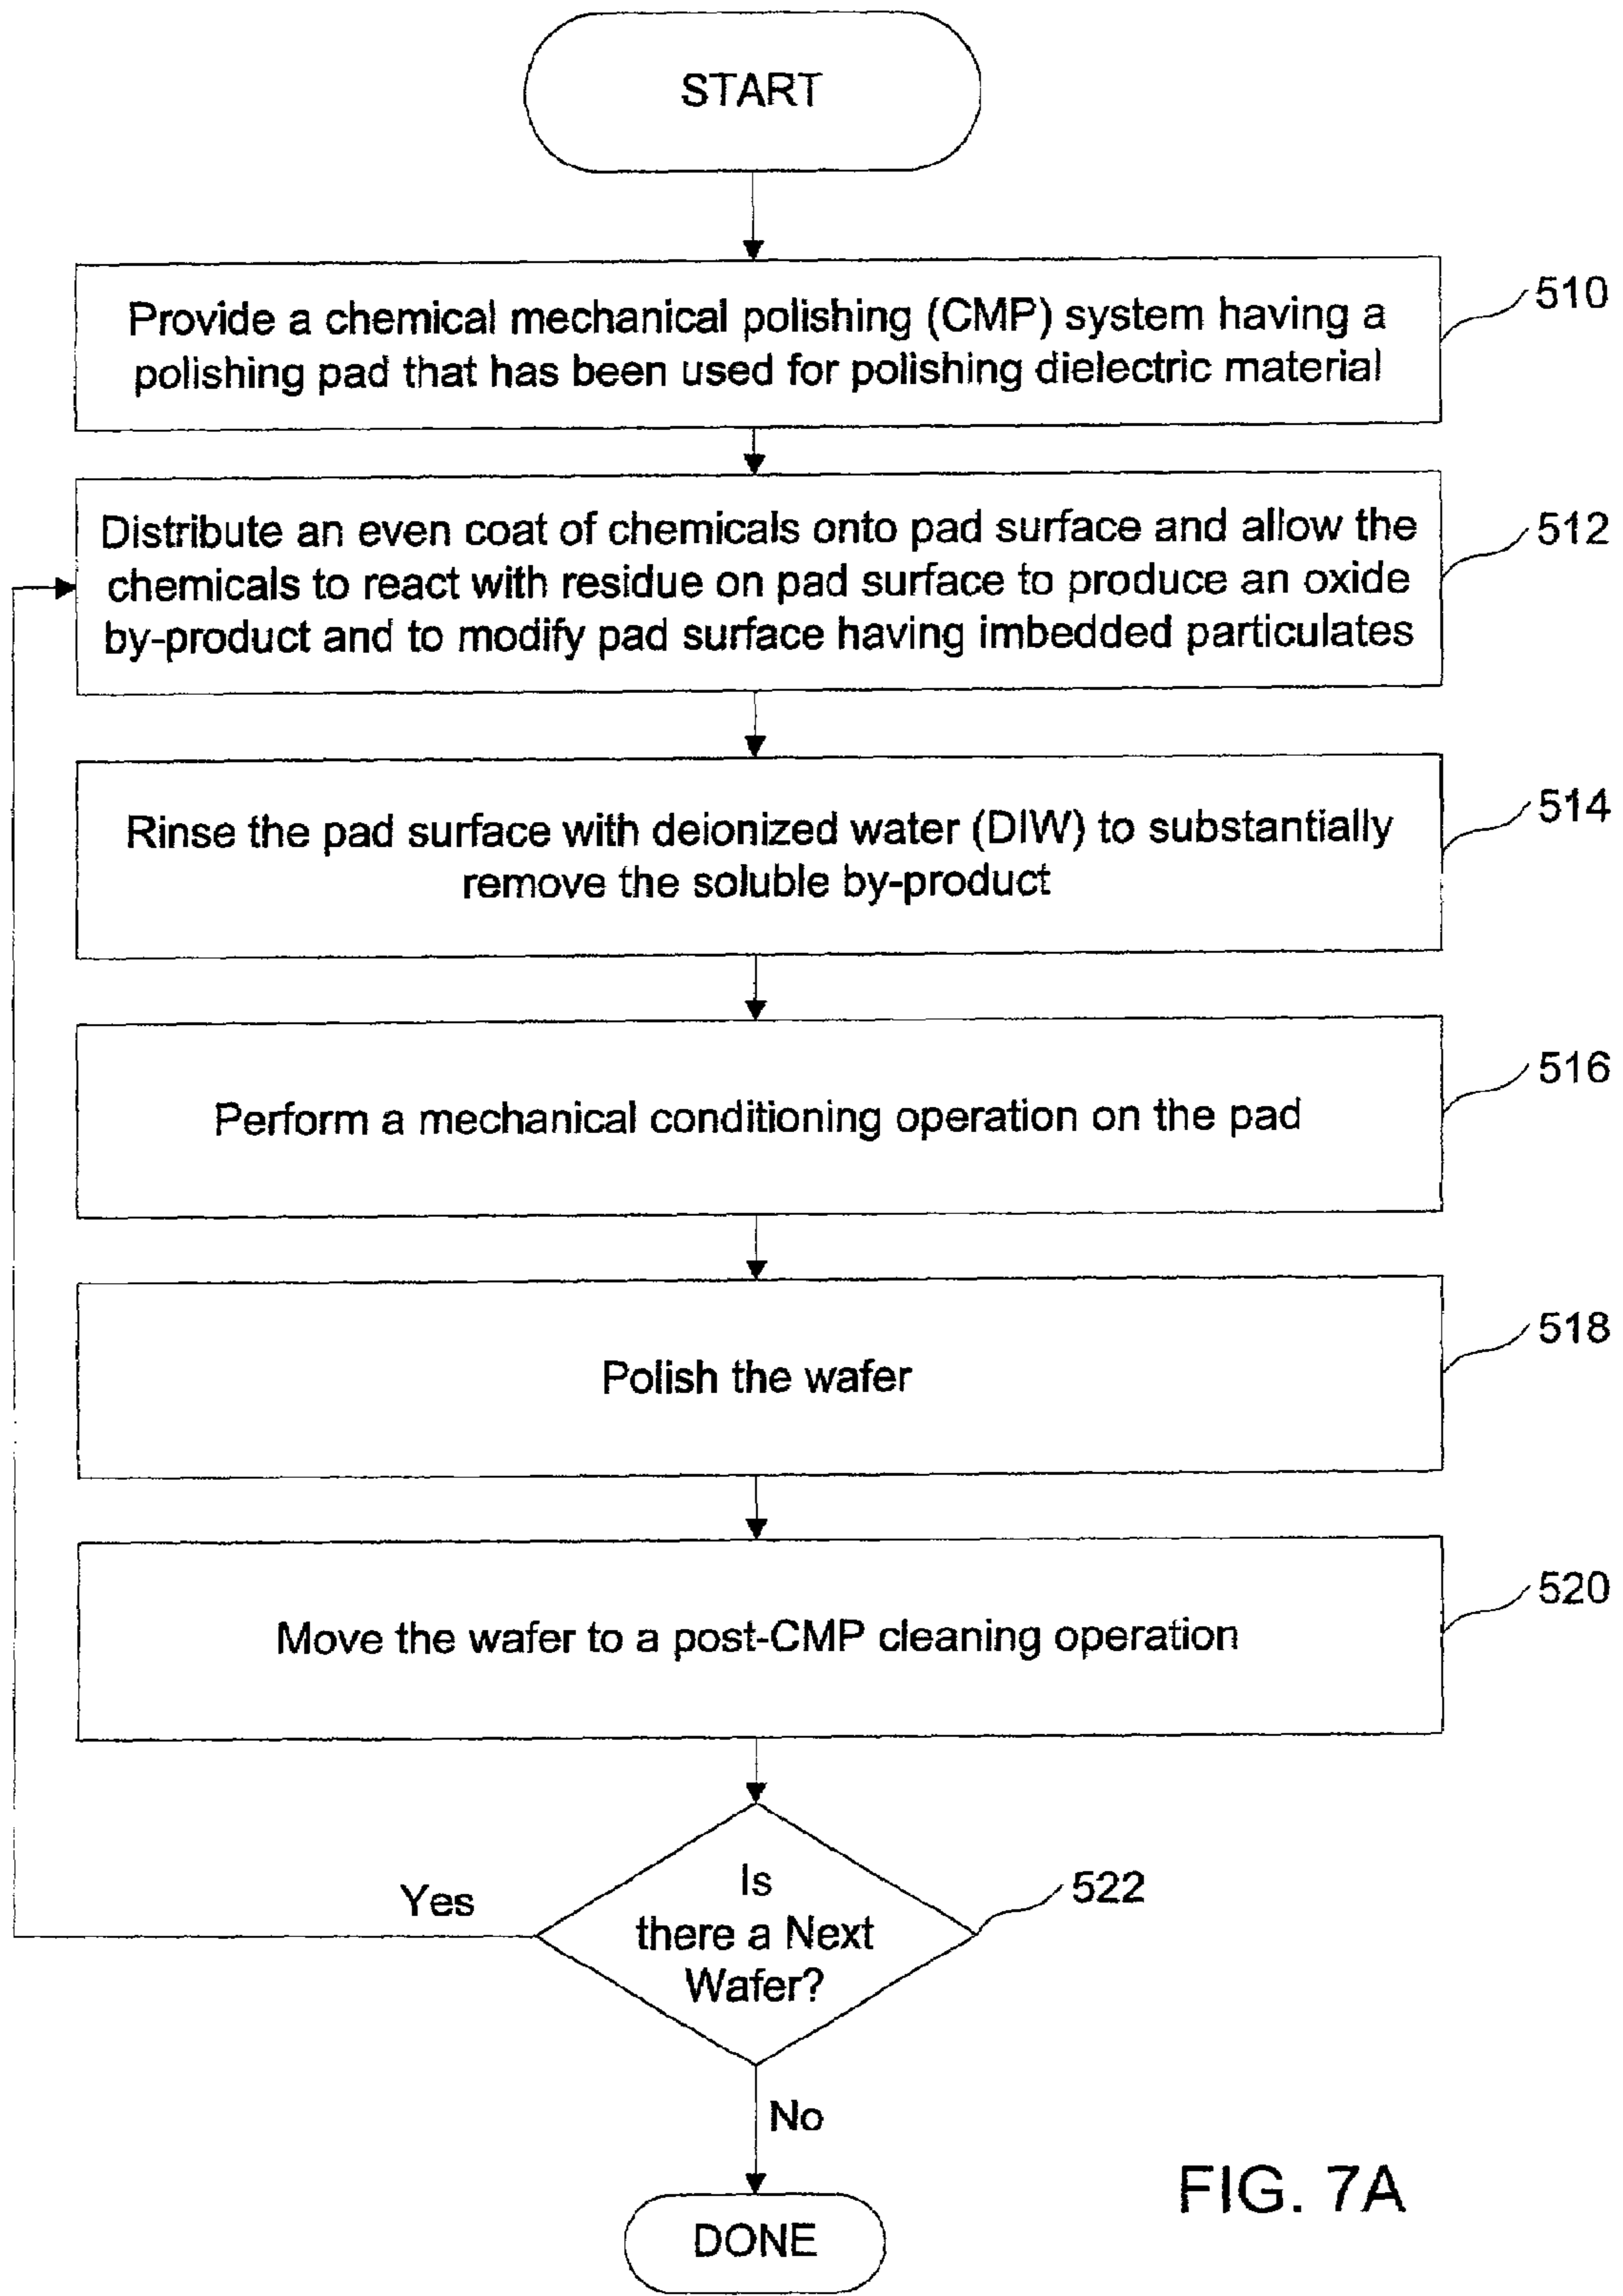 START
Provide a chemical mechanical polishing (CMP) system having a
polishing pad that has been used for polishing dielectric material
510
Distribute an even coat of chemicals onto pad surface and allow the
chemicals to react with residue on pad surface to produce an oxide
by-product and to modify pad surface having imbedded particulates
512
Rinse the pad surface with deionized water (DIW) to substantially
remove the soluble by-product
514
Perform a mechanical conditioning operation on the pad
516
Polish the wafer
518
Move the wafer to a post-CMP cleaning operation
520
Is
there a Next
Wafer?
522
Yes
No
DONE
FIG. 7A